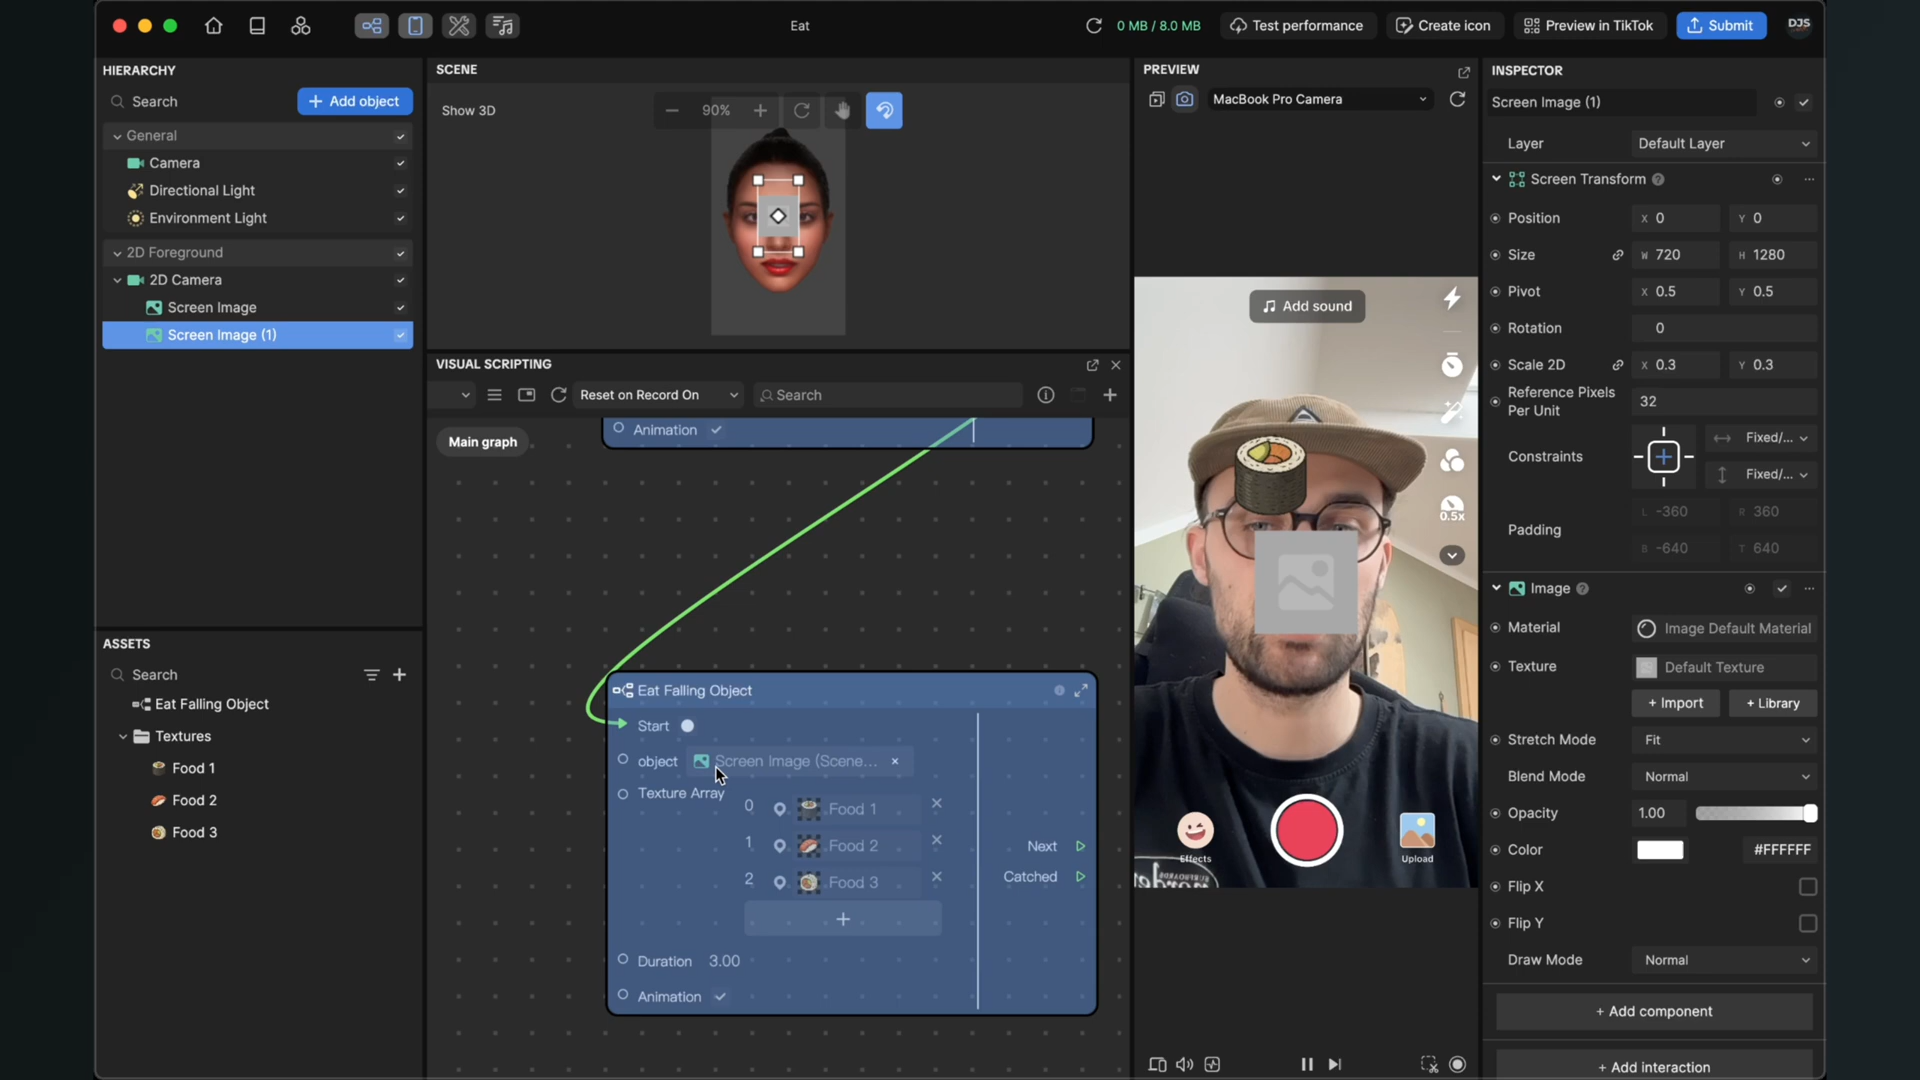 Eat
0 MB / 8.0 MB
Test performance
Create icon
Preview in TikTok
Submit
DJS
HIERARCHY
Search
+ Add object
General
Camera
Directional Light
Environment Light
2D Foreground
2D Camera
Screen Image
Screen Image (1)
ASSETS
Search
Eat Falling Object
Textures
Food 1
Food 2
Food 3
SCENE
Show 3D
90%
VISUAL SCRIPTING
Reset on Record On
Search
Main graph
Animation
Eat Falling Object
Start
object
Screen Image (Scene...
Texture Array
0
Food 1
1
Food 2
2
Food 3
Next
Catched
Duration 3.00
Animation
PREVIEW
MacBook Pro Camera
Add sound
0.5x
Effects
Upload
INSPECTOR
Screen Image (1)
Layer
Default Layer
Screen Transform
Position X 0 Y 0
Size W 720 H 1280
Pivot X 0.5 Y 0.5
Rotation 0
Scale 2D X 0.3 Y 0.3
Reference Pixels
Per Unit
32
Constraints
Fixed/...
Fixed/...
Padding
L -360 R 360
B -640 T 640
Image
Material
Image Default Material
Texture
Default Texture
+ Import
+ Library
Stretch Mode
Fit
Blend Mode
Normal
Opacity 1.00
Color
#FFFFFF
Flip X
Flip Y
Draw Mode
Normal
+ Add component
+ Add interaction